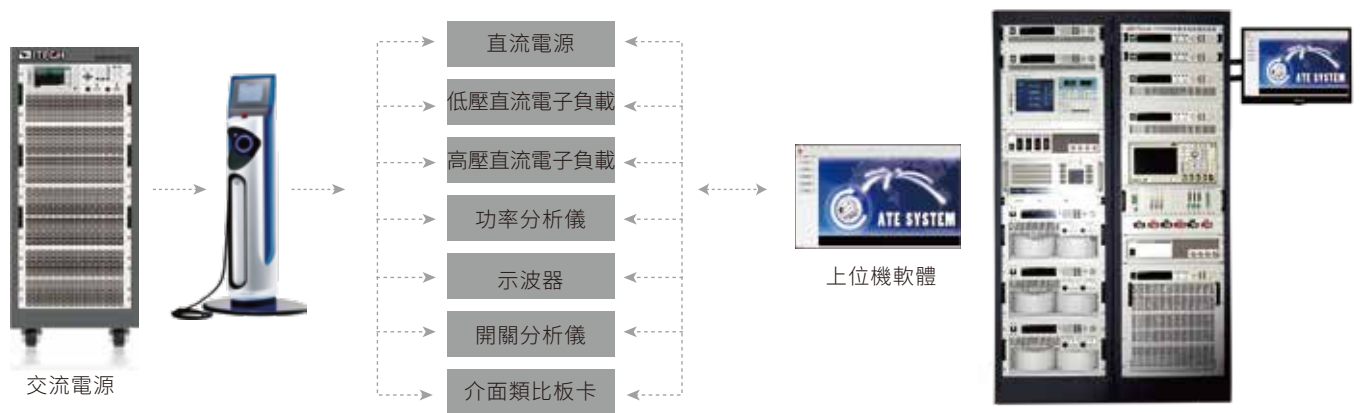 ITECH
交流電源
直流電源
低壓直流電子負載
高壓直流電子負載
功率分析儀
示波器
開關分析儀
介面類比板卡
ATE SYSTEM
上位機軟體
ATE SYSTEM